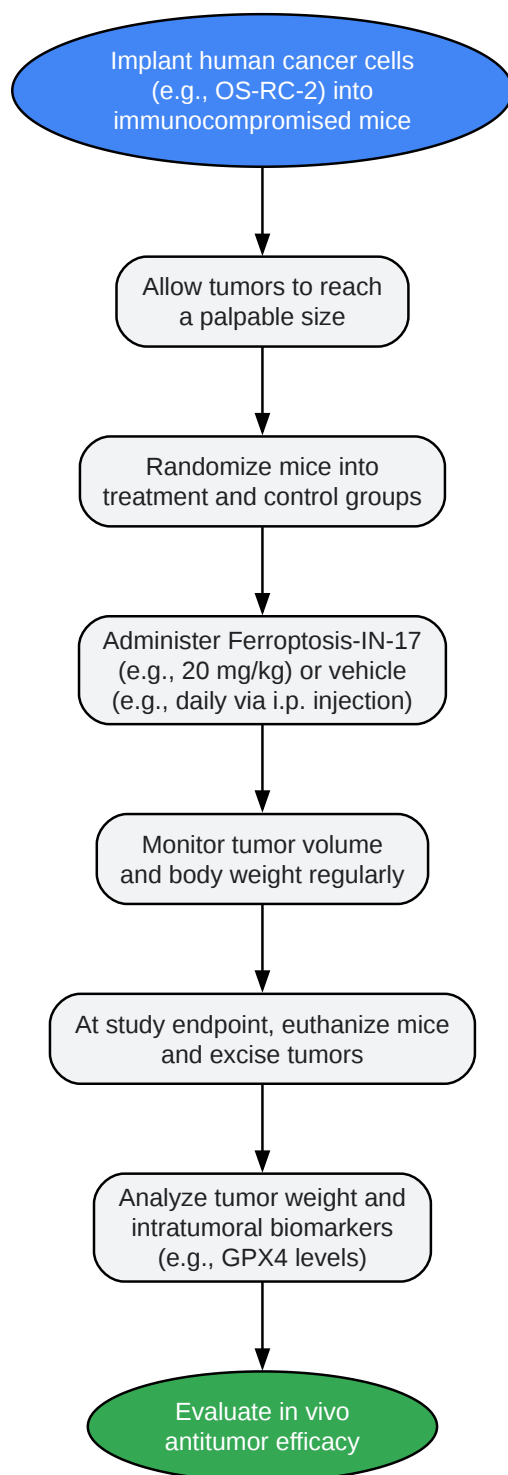 Implant human cancer cells
(e.g., OS-RC-2) into
immunocompromised mice
Allow tumors to reach
a palpable size
Randomize mice into
treatment and control groups
Administer Ferroptosis-IN-17
(e.g., 20 mg/kg) or vehicle
(e.g., daily via i.p. injection)
Monitor tumor volume
and body weight regularly
At study endpoint, euthanize mice
and excise tumors
Analyze tumor weight and
intratumoral biomarkers
(e.g., GPX4 levels)
Evaluate in vivo
antitumor efficacy